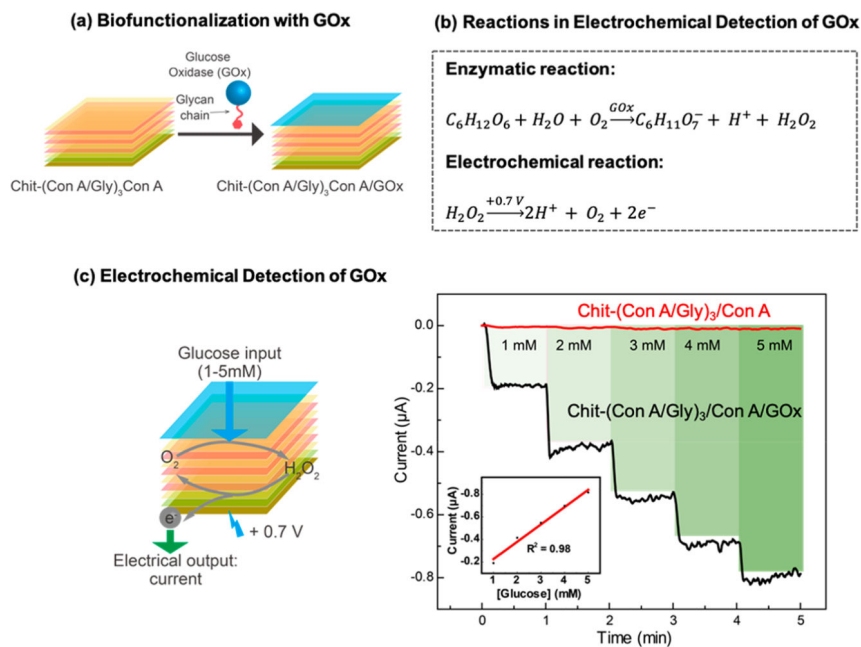 (a) Biofunctionalization with GOx
Glucose
Oxidase (GOx)
Glycan
chain
Chit-(Con A/Gly)₃Con A
Chit-(Con A/Gly)₃Con A/GOx
(b) Reactions in Electrochemical Detection of GOx
Enzymatic reaction:
GOx
C₆H₁₂O₆ + H₂O + O₂ → C₆H₁₁O₇⁻ + H⁺ + H₂O₂
Electrochemical reaction:
+0.7 V
H₂O₂ → 2H⁺ + O₂ + 2e⁻
(c) Electrochemical Detection of GOx
Glucose input
(1-5mM)
O₂
H₂O₂
e⁻
+ 0.7 V
Electrical output:
current
Chit-(Con A/Gly)₃/Con A
1 mM
2 mM
3 mM
4 mM
5 mM
Chit-(Con A/Gly)₃/Con A/GOx
0.0
-0.2
-0.4
-0.6
-0.8
Current (µA)
0
1
2
3
4
5
Time (min)
Current (µA)
-0.8
-0.6
-0.4
-0.2
R² = 0.98
1
2
3
4
5
[Glucose] (mM)